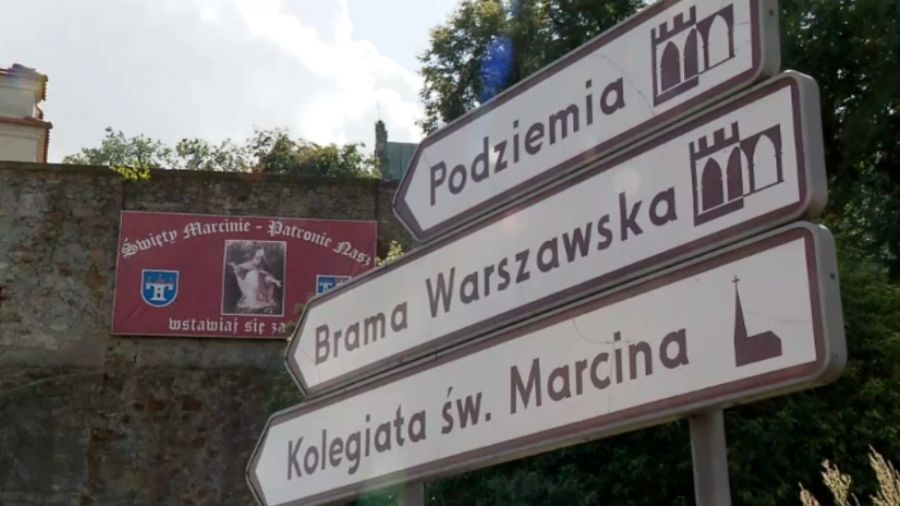 Podziemia
Brama Warszawska
Kolegiata św. Marcina
Święty Marcinie - Patronie Nasz
wstawiaj się za